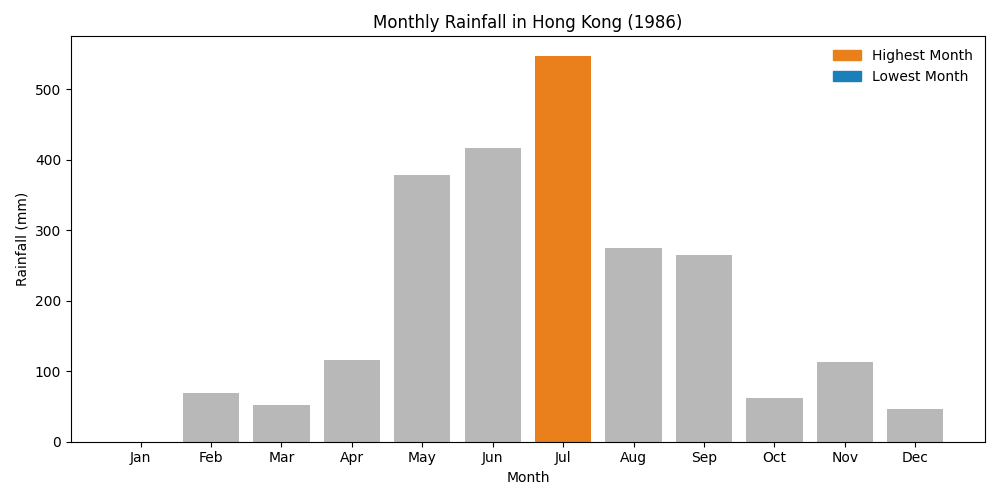 Monthly Rainfall in Hong Kong (1986)
Highest Month
Lowest Month
Rainfall (mm)
500
400
300
200
100
0
Jan Feb Mar Apr May Jun Jul Aug Sep Oct Nov Dec
Month